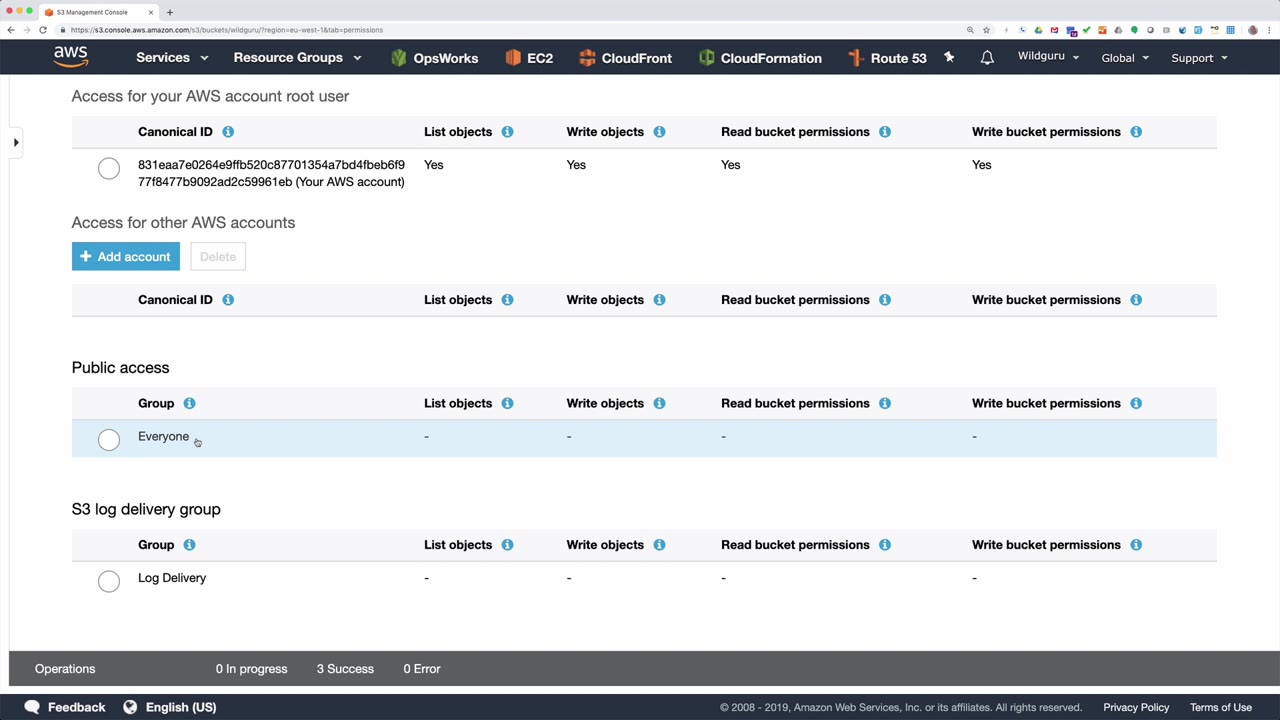 S3 Management Console
https://s3.console.aws.amazon.com/s3/buckets/wildguru/?region=eu-west-1&tab=permissions
aws Services Resource Groups OpsWorks EC2 CloudFront CloudFormation Route 53 Wildguru Global Support
Access for your AWS account root user
Canonical ID List objects Write objects Read bucket permissions Write bucket permissions
831eaa7e0264e9ffb520c87701354a7bd4fbeb6f9 Yes Yes Yes Yes
77f8477b9092ad2c59961eb (Your AWS account)
Access for other AWS accounts
+ Add account Delete
Canonical ID List objects Write objects Read bucket permissions Write bucket permissions
Public access
Group List objects Write objects Read bucket permissions Write bucket permissions
Everyone - - - -
S3 log delivery group
Group List objects Write objects Read bucket permissions Write bucket permissions
Log Delivery - - - -
Operations 0 In progress 3 Success 0 Error
Feedback English (US) © 2008 - 2019, Amazon Web Services, Inc. or its affiliates. All rights reserved. Privacy Policy Terms of Use